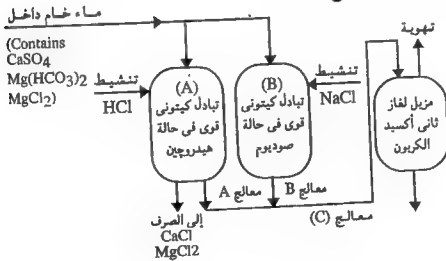 ماء خام داخل
(Contains
CaSO4
Mg(HCO3)2
MgCl2)
تنشيط
HCl
(A)
تبادل كيتونى
قوى فى حالة
هيدروچين
(B)
تبادل كيتونى
قوى فى حالة
صوديوم
تنشيط
NaCl
تهوية
مزيل لغاز
ثانى أكسيد
الكربون
معالج A
معالج B
معالج (C)
إلى الصرف
CaCl
MgCl2